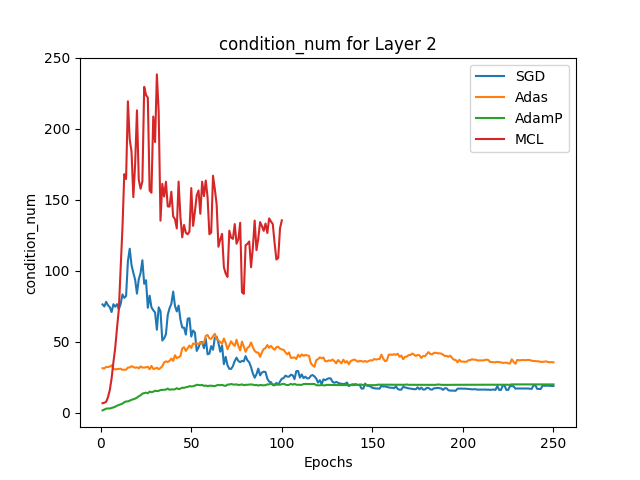 condition_num for Layer 2
SGD
Adas
AdamP
MCL
condition_num
250
200
150
100
50
0
0 50 100 150 200 250
Epochs